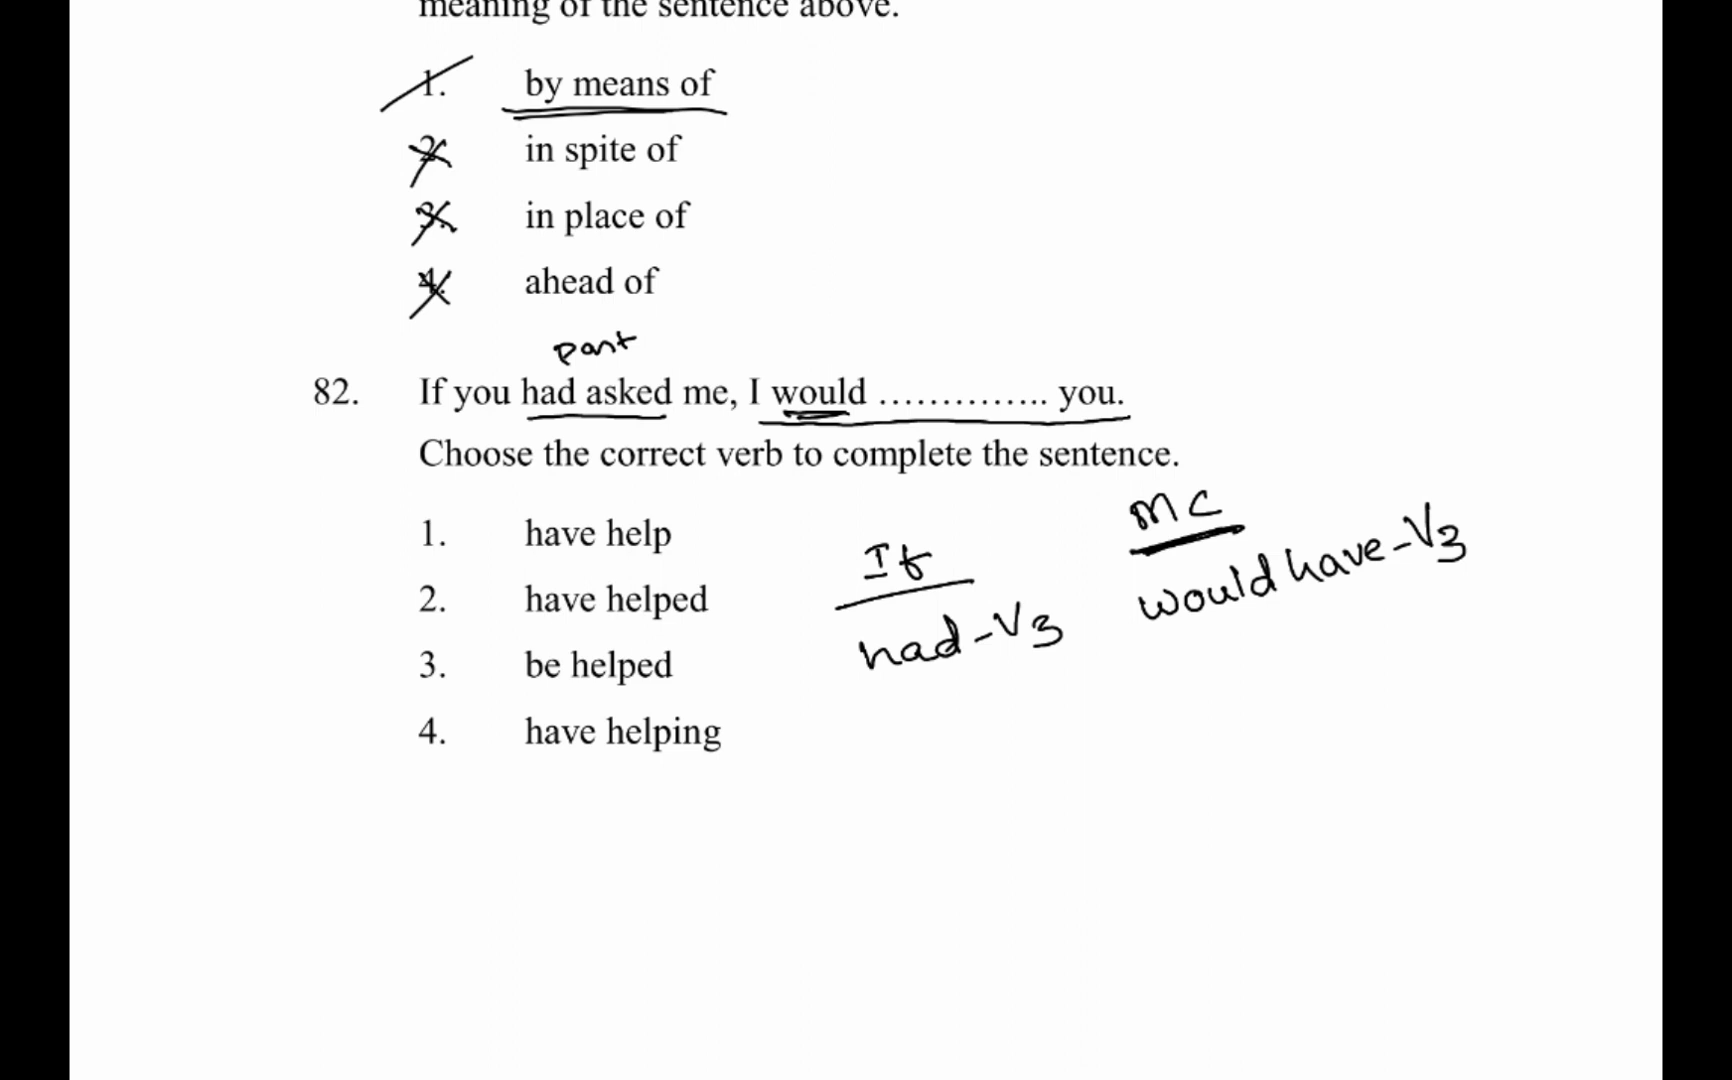 meaning of the sentence above.
1. by means of
2. in spite of
3. in place of
4. ahead of
past
82. If you had asked me, I would .............. you.
Choose the correct verb to complete the sentence.
1. have help
2. have helped
3. be helped
4. have helping
If
had-V3
MC
would have-V3